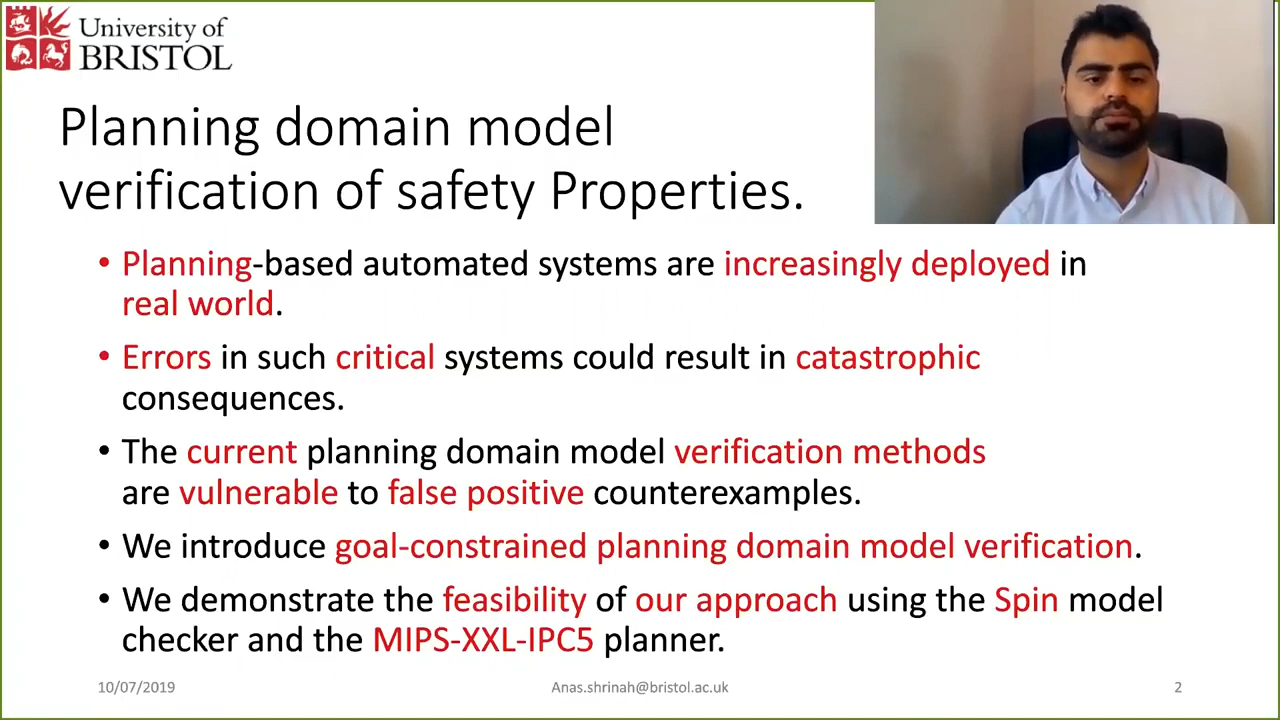 University of
BRISTOL
Planning domain model
verification of safety Properties.
• Planning-based automated systems are increasingly deployed in
real world.
• Errors in such critical systems could result in catastrophic
consequences.
• The current planning domain model verification methods
are vulnerable to false positive counterexamples.
• We introduce goal-constrained planning domain model verification.
• We demonstrate the feasibility of our approach using the Spin model
checker and the MIPS-XXL-IPC5 planner.
10/07/2019
Anas.shrinah@bristol.ac.uk
2